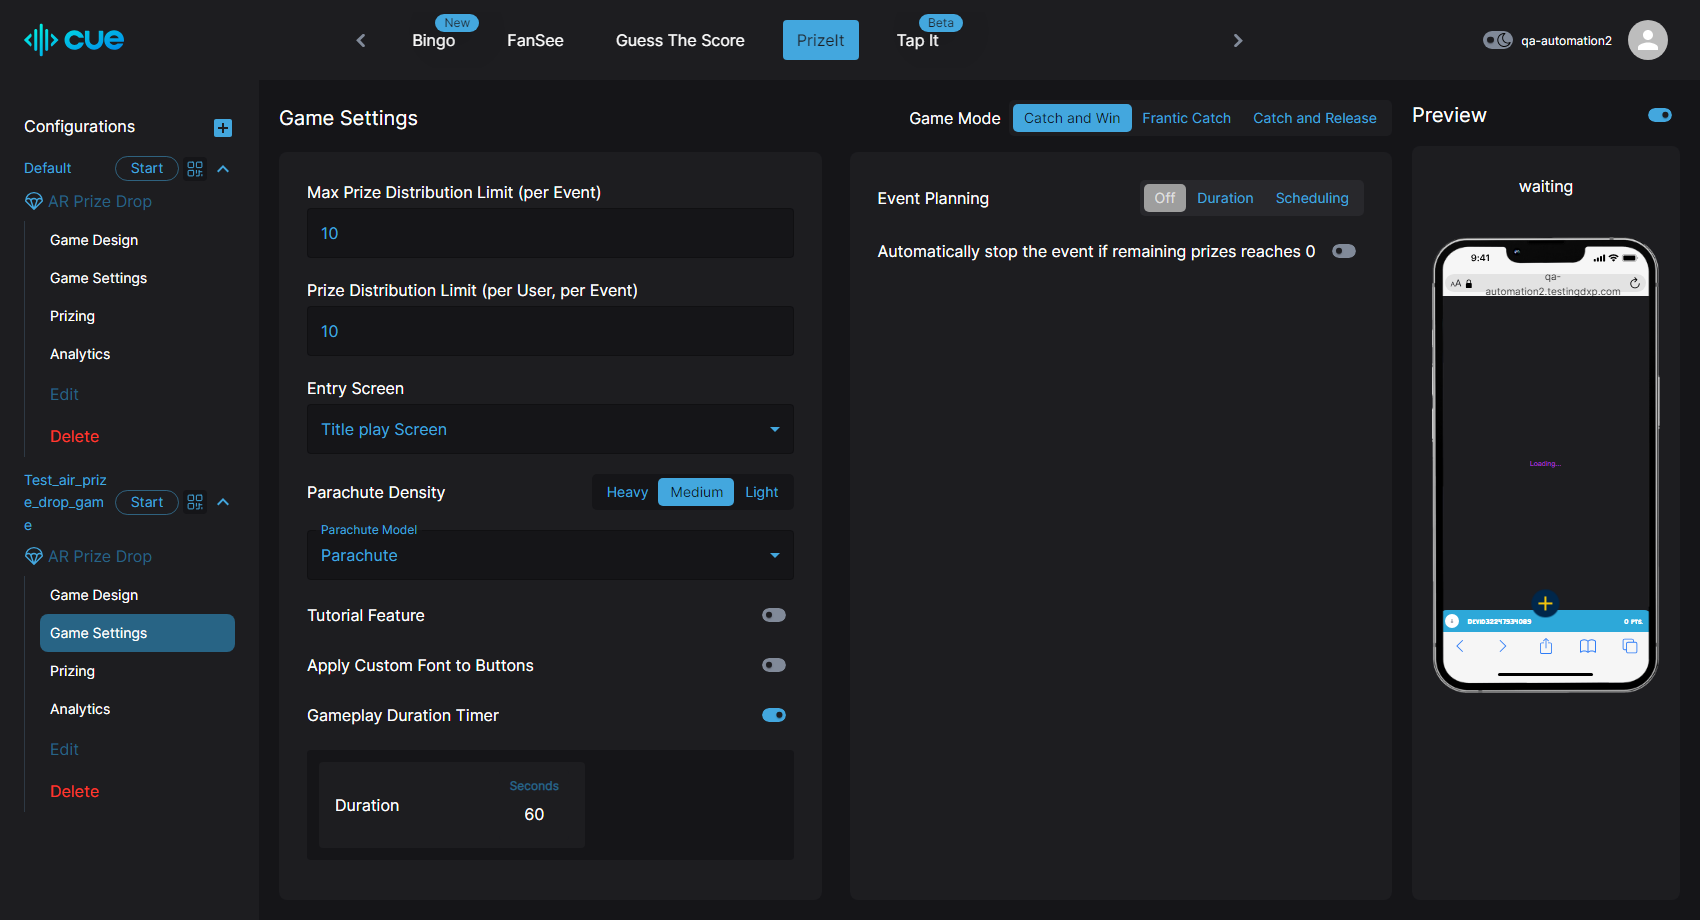 cue
New
Bingo
FanSee
Guess The Score
PrizeIt
Beta
Tap It
qa-automation2
Configurations
Default
Start
AR Prize Drop
Game Design
Game Settings
Prizing
Analytics
Edit
Delete
Test_air_priz
e_drop_gam
e
Start
AR Prize Drop
Game Design
Game Settings
Prizing
Analytics
Edit
Delete
Game Settings
Game Mode
Catch and Win
Frantic Catch
Catch and Release
Max Prize Distribution Limit (per Event)
10
Prize Distribution Limit (per User, per Event)
10
Entry Screen
Title play Screen
Parachute Density
Heavy
Medium
Light
Parachute Model
Parachute
Tutorial Feature
Apply Custom Font to Buttons
Gameplay Duration Timer
Duration
Seconds
60
Event Planning
Off
Duration
Scheduling
Automatically stop the event if remaining prizes reaches 0
Preview
waiting
9:41
AA
qa-
automation2.testingdxp.com
Loading...
0 PTS.